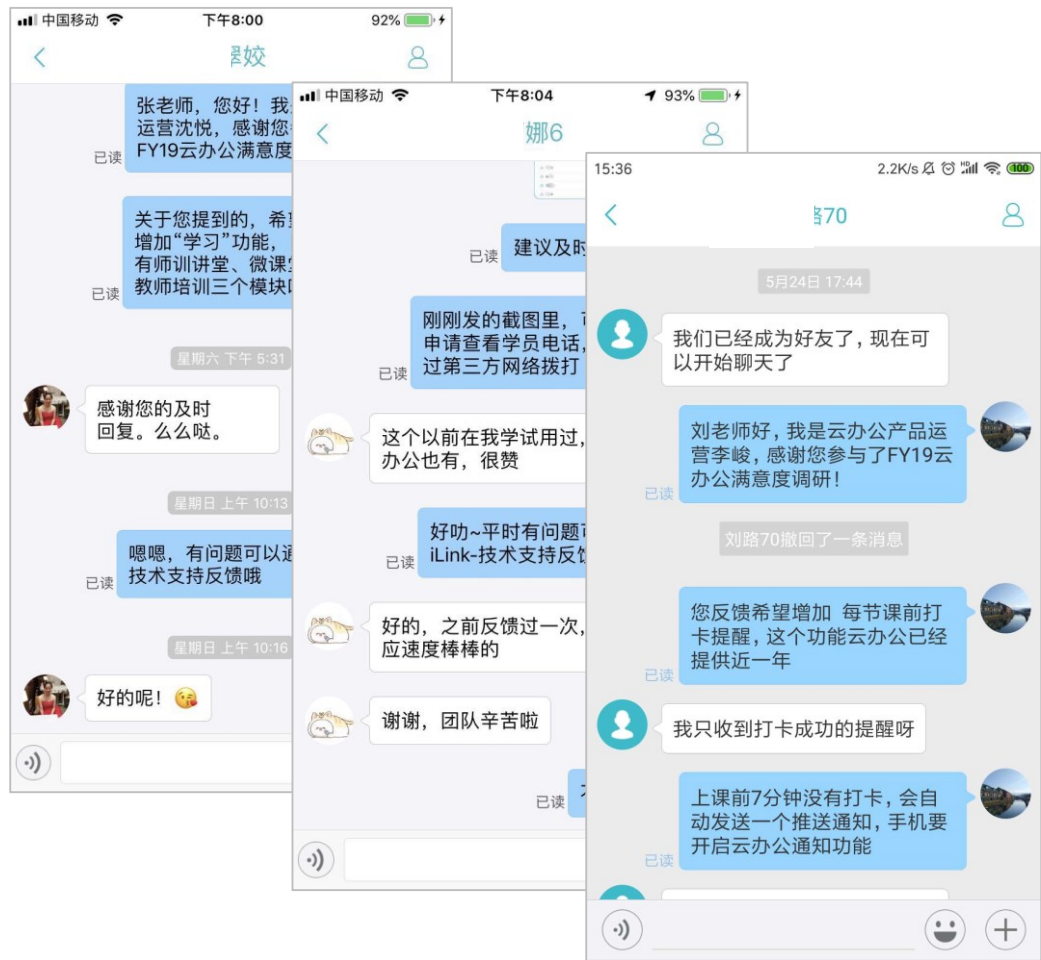 中国移动 下午8:00 92%
姣
张老师，您好！我
运营沈悦，感谢您
FY19云办公满意度
已读
关于您提到的，希
增加“学习”功能，
有师训讲堂、微课
教师培训三个模块
已读
星期六 下午 5:31
感谢您的及时
回复。么么哒。
星期日 上午 10:13
嗯嗯，有问题可以通
技术支持反馈哦
已读
星期日 上午 10:16
好的呢！
中国移动 下午8:04 93%
娜6
建议及时
已读
刚刚发的截图里，
申请查看学员电话，
过第三方网络拨打
已读
这个以前在我学试用过，
办公也有，很赞
好叻~平时有问题
iLink-技术支持反
已读
好的，之前反馈过一次，
应速度棒棒的
谢谢，团队辛苦啦
已读
15:36 2.2K/s HD 100
70
5月24日 17:44
我们已经成为好友了，现在可
以开始聊天了
刘老师好，我是云办公产品运
营李峻，感谢您参与了FY19云
办公满意度调研！
已读
刘路70撤回了一条消息
您反馈希望增加 每节课前打
卡提醒，这个功能云办公已经
提供近一年
已读
我只收到打卡成功的提醒呀
上课前7分钟没有打卡，会自
动发送一个推送通知，手机要
开启云办公通知功能
已读